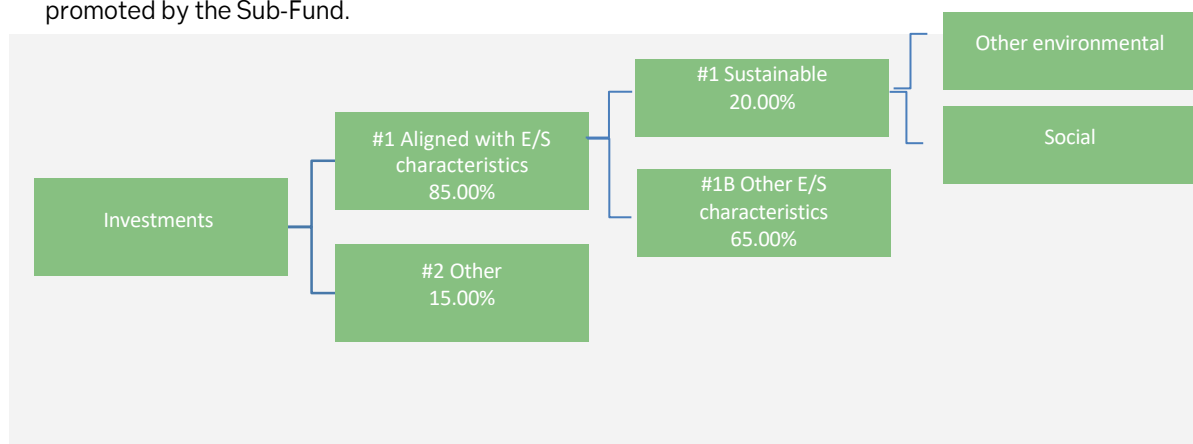 promoted by the Sub-Fund.
Investments
#1 Aligned with E/S
characteristics
85.00%
#2 Other
15.00%
#1 Sustainable
20.00%
#1B Other E/S
characteristics
65.00%
Other environmental
Social